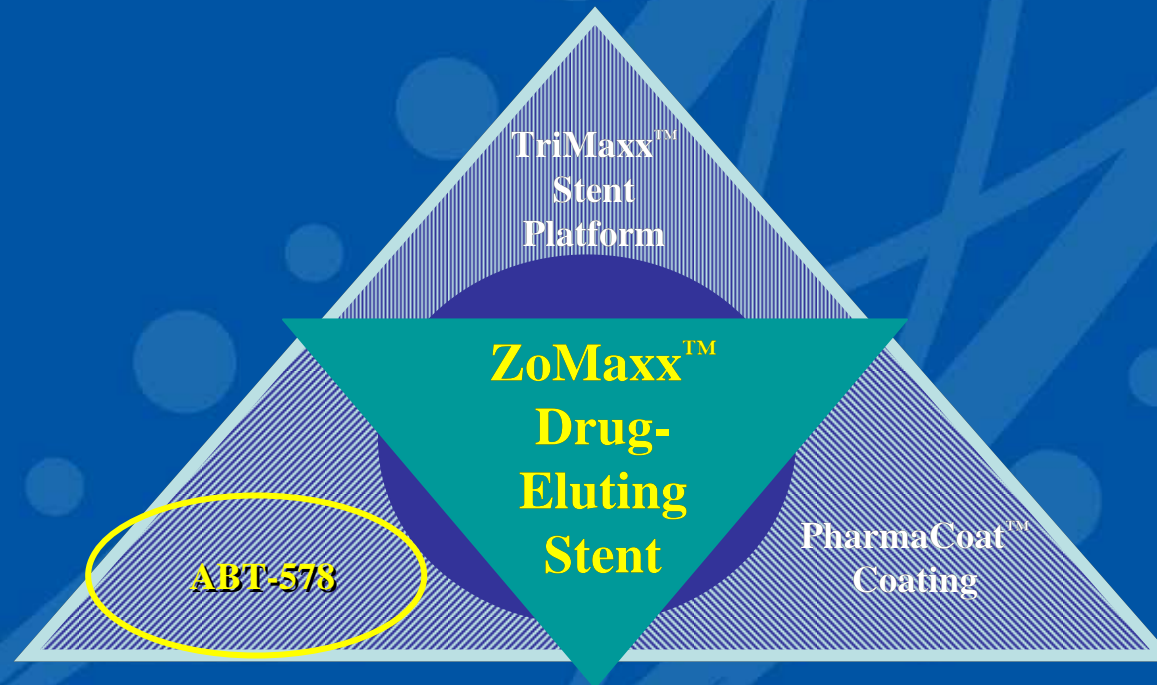 TriMaxx™
Stent
Platform
ZoMaxx™
Drug-
Eluting
Stent
ABT-578
PharmaCoat™
Coating